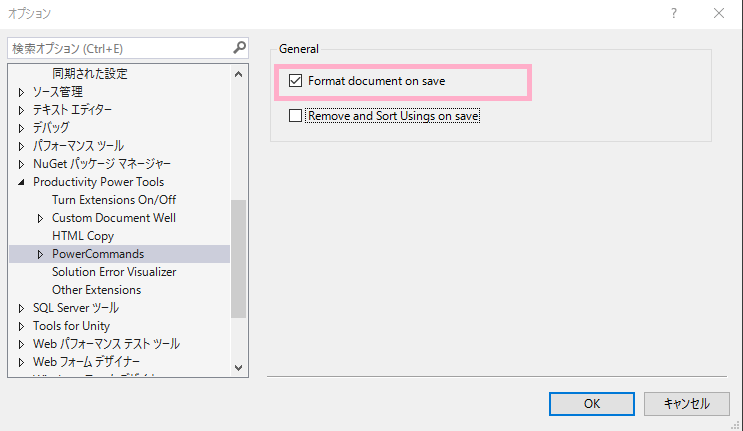 オプション
検索オプション (Ctrl+E)
同期された設定
ソース管理
テキスト エディター
デバッグ
パフォーマンス ツール
NuGet パッケージ マネージャー
Productivity Power Tools
Turn Extensions On/Off
Custom Document Well
HTML Copy
PowerCommands
Solution Error Visualizer
Other Extensions
SQL Server ツール
Tools for Unity
Web パフォーマンス テスト ツール
Web フォーム デザイナー
General
Format document on save
Remove and Sort Usings on save
OK
キャンセル